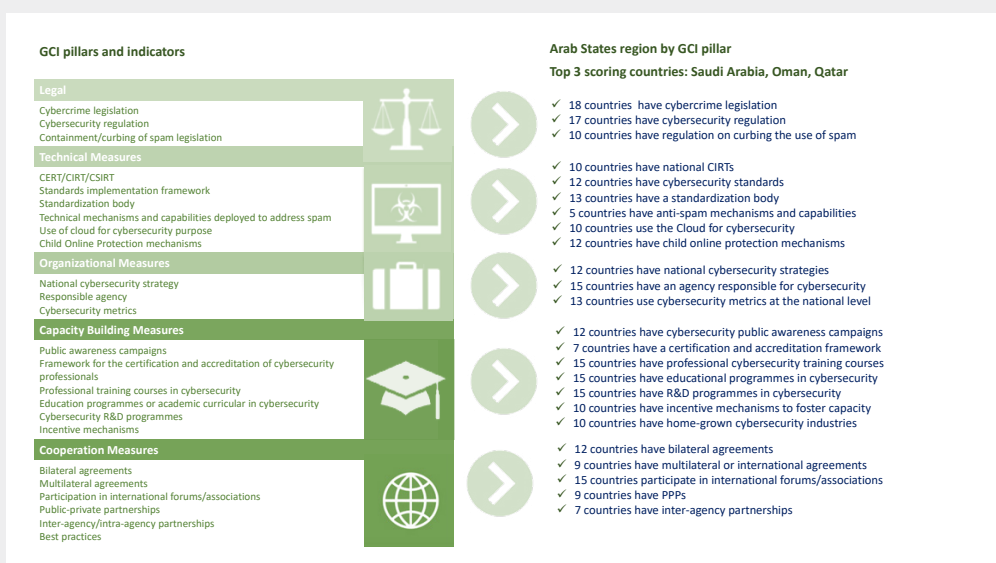 GCI pillars and indicators
Legal
Cybercrime legislation
Cybersecurity regulation
Containment/curbing of spam legislation
Technical Measures
CERT/CIRT/CSIRT
Standards implementation framework
Standardization body
Technical mechanisms and capabilities deployed to address spam
Use of cloud for cybersecurity purpose
Child Online Protection mechanisms
Organizational Measures
National cybersecurity strategy
Responsible agency
Cybersecurity metrics
Capacity Building Measures
Public awareness campaigns
Framework for the certification and accreditation of cybersecurity
professionals
Professional training courses in cybersecurity
Education programmes or academic curricular in cybersecurity
Cybersecurity R&D programmes
Incentive mechanisms
Cooperation Measures
Bilateral agreements
Multilateral agreements
Participation in international forums/associations
Public-private partnerships
Inter-agency/intra-agency partnerships
Best practices
Arab States region by GCI pillar
Top 3 scoring countries: Saudi Arabia, Oman, Qatar
✓ 18 countries have cybercrime legislation
✓ 17 countries have cybersecurity regulation
✓ 10 countries have regulation on curbing the use of spam
✓ 10 countries have national CIRTs
✓ 12 countries have cybersecurity standards
✓ 13 countries have a standardization body
✓ 5 countries have anti-spam mechanisms and capabilities
✓ 10 countries use the Cloud for cybersecurity
✓ 12 countries have child online protection mechanisms
✓ 12 countries have national cybersecurity strategies
✓ 15 countries have an agency responsible for cybersecurity
✓ 13 countries use cybersecurity metrics at the national level
✓ 12 countries have cybersecurity public awareness campaigns
✓ 7 countries have a certification and accreditation framework
✓ 15 countries have professional cybersecurity training courses
✓ 15 countries have educational programmes in cybersecurity
✓ 15 countries have R&D programmes in cybersecurity
✓ 10 countries have incentive mechanisms to foster capacity
✓ 10 countries have home-grown cybersecurity industries
✓ 12 countries have bilateral agreements
✓ 9 countries have multilateral or international agreements
✓ 15 countries participate in international forums/associations
✓ 9 countries have PPPs
✓ 7 countries have inter-agency partnerships